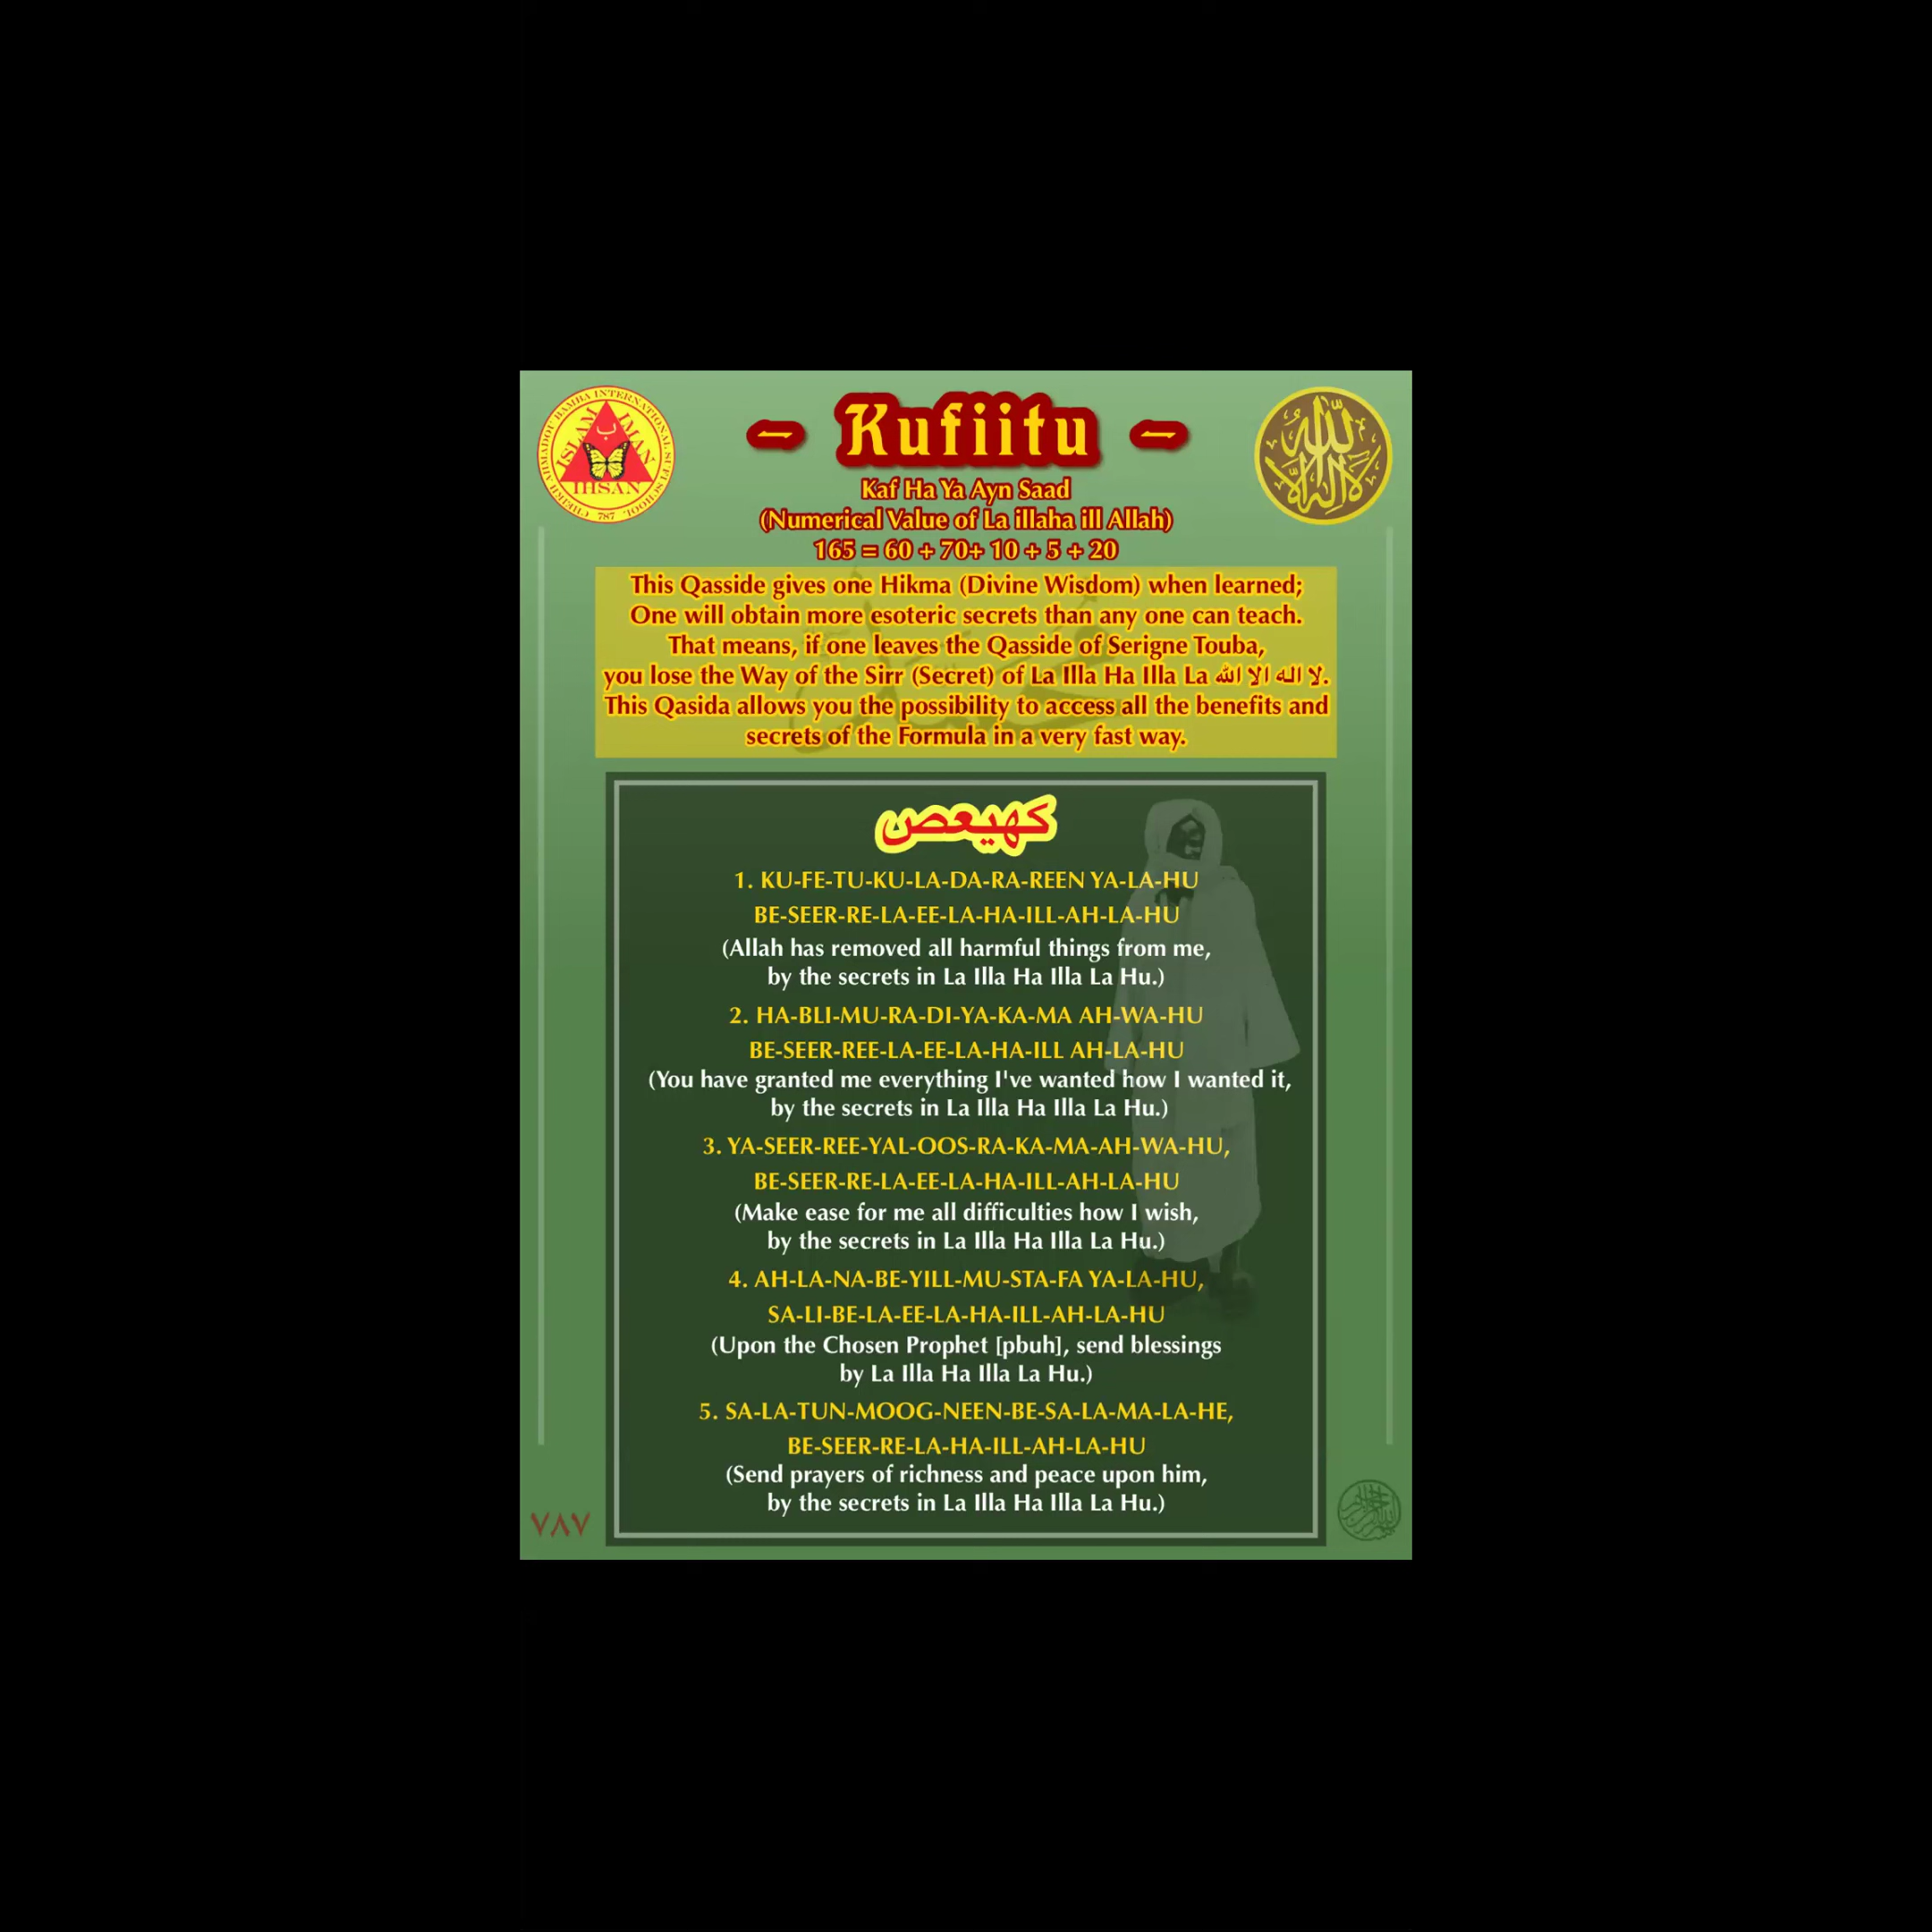 CHEIKH AHMADOU BAMBA INTERNATIONAL SUFI SCHOOL
787
ISLAM
IMAN
IHSAN
ب
– Kufiitu –
لا إله إلا الله
Kaf Ha Ya Ayn Saad
(Numerical Value of La illaha ill Allah)
165 = 60 + 70+ 10 + 5 + 20
This Qasside gives one Hikma (Divine Wisdom) when learned;
One will obtain more esoteric secrets than any one can teach.
That means, if one leaves the Qasside of Serigne Touba,
you lose the Way of the Sirr (Secret) of La Illa Ha Illa La لا اله الا الله.
This Qasida allows you the possibility to access all the benefits and
secrets of the Formula in a very fast way.
كهيعص
1. KU-FE-TU-KU-LA-DA-RA-REEN YA-LA-HU
BE-SEER-RE-LA-EE-LA-HA-ILL-AH-LA-HU
(Allah has removed all harmful things from me,
by the secrets in La Illa Ha Illa La Hu.)
2. HA-BLI-MU-RA-DI-YA-KA-MA AH-WA-HU
BE-SEER-REE-LA-EE-LA-HA-ILL AH-LA-HU
(You have granted me everything I've wanted how I wanted it,
by the secrets in La Illa Ha Illa La Hu.)
3. YA-SEER-REE-YAL-OOS-RA-KA-MA-AH-WA-HU,
BE-SEER-RE-LA-EE-LA-HA-ILL-AH-LA-HU
(Make ease for me all difficulties how I wish,
by the secrets in La Illa Ha Illa La Hu.)
4. AH-LA-NA-BE-YILL-MU-STA-FA YA-LA-HU,
SA-LI-BE-LA-EE-LA-HA-ILL-AH-LA-HU
(Upon the Chosen Prophet [pbuh], send blessings
by La Illa Ha Illa La Hu.)
5. SA-LA-TUN-MOOG-NEEN-BE-SA-LA-MA-LA-HE,
BE-SEER-RE-LA-HA-ILL-AH-LA-HU
(Send prayers of richness and peace upon him,
by the secrets in La Illa Ha Illa La Hu.)
٧٨٧